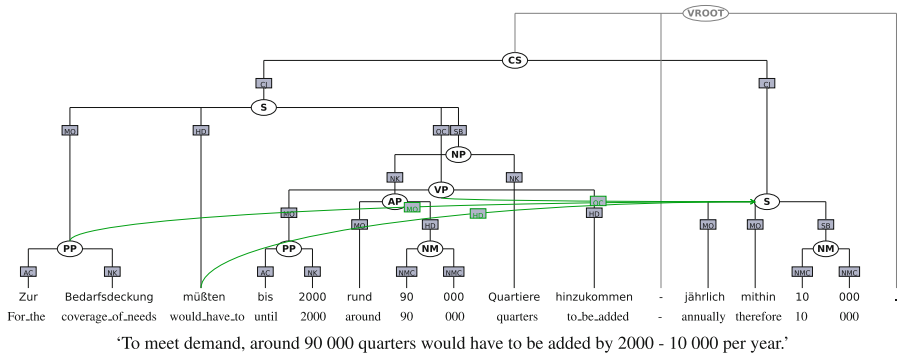 VROOT
CS
CJ CJ
S
MO HD OC SB
NP
NK NK
VP
AP S
MO OC
MO HD HD
MO HD MO MO SB
PP PP NM NM
AC NK AC NK NMC NMC NMC NMC
Zur Bedarfsdeckung müßten bis 2000 rund 90 000 Quartiere hinzukommen - jährlich mithin 10 000 .
For_the coverage_of_needs would_have_to until 2000 around 90 000 quarters to_be_added - annually therefore 10 000
‘To meet demand, around 90 000 quarters would have to be added by 2000 - 10 000 per year.’